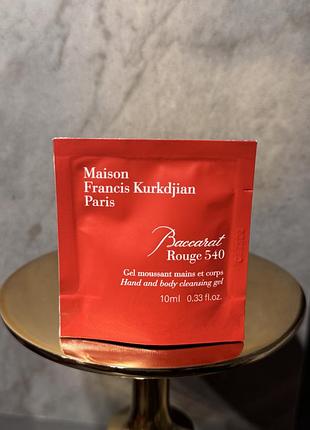 Maison
Francis Kurkdjian
Paris
Baccarat
Rouge 540
Gel moussant mains et corps
Hand and body cleansing gel
10ml 0.33 fl.oz.